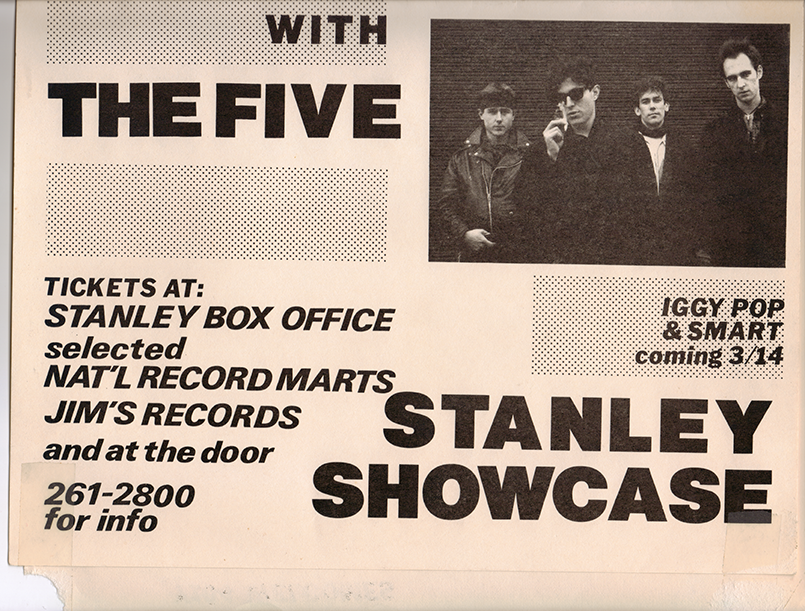 WITH
THE FIVE
TICKETS AT:
STANLEY BOX OFFICE
selected
NAT'L RECORD MARTS
JIM'S RECORDS
and at the door
261-2800
for info
IGGY POP
& SMART
coming 3/14
STANLEY
SHOWCASE